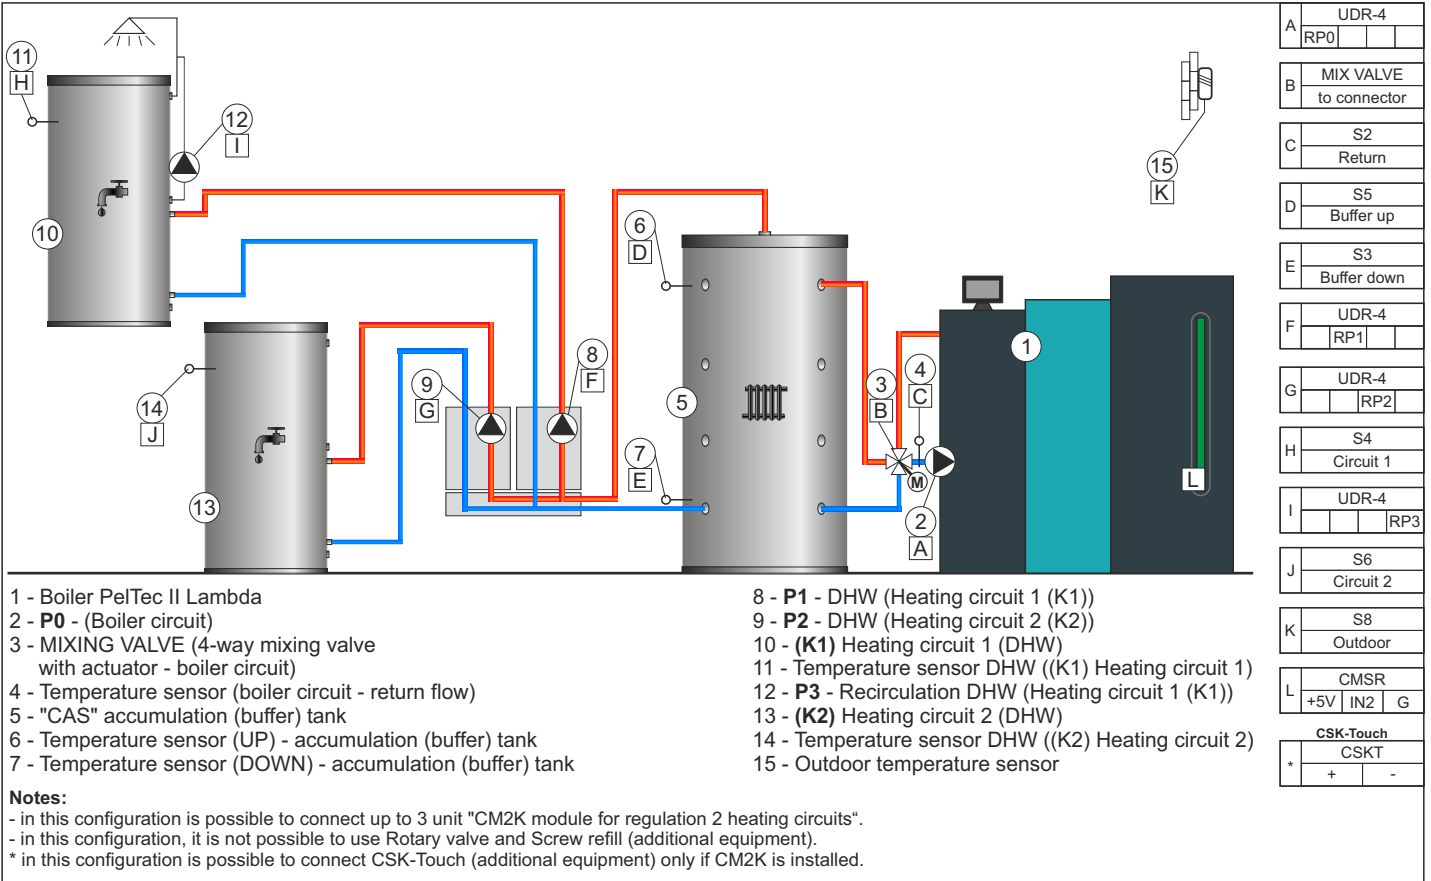 11
H
12
I
10
14
J
13
9
G
8
F
6
D
5
7
E
3
B
4
C
M
2
A
1
L
15
K
A
UDR-4
RP0
B
MIX VALVE
to connector
C
S2
Return
D
S5
Buffer up
E
S3
Buffer down
F
UDR-4
RP1
G
UDR-4
RP2
H
S4
Circuit 1
I
UDR-4
RP3
J
S6
Circuit 2
K
S8
Outdoor
L
CMSR
+5V IN2 G
CSK-Touch
*
CSKT
+ -
1 - Boiler PelTec II Lambda
2 - P0 - (Boiler circuit)
3 - MIXING VALVE (4-way mixing valve
with actuator - boiler circuit)
4 - Temperature sensor (boiler circuit - return flow)
5 - "CAS" accumulation (buffer) tank
6 - Temperature sensor (UP) - accumulation (buffer) tank
7 - Temperature sensor (DOWN) - accumulation (buffer) tank
8 - P1 - DHW (Heating circuit 1 (K1))
9 - P2 - DHW (Heating circuit 2 (K2))
10 - (K1) Heating circuit 1 (DHW)
11 - Temperature sensor DHW ((K1) Heating circuit 1)
12 - P3 - Recirculation DHW (Heating circuit 1 (K1))
13 - (K2) Heating circuit 2 (DHW)
14 - Temperature sensor DHW ((K2) Heating circuit 2)
15 - Outdoor temperature sensor
Notes:
- in this configuration is possible to connect up to 3 unit "CM2K module for regulation 2 heating circuits“.
- in this configuration, it is not possible to use Rotary valve and Screw refill (additional equipment).
* in this configuration is possible to connect CSK-Touch (additional equipment) only if CM2K is installed.